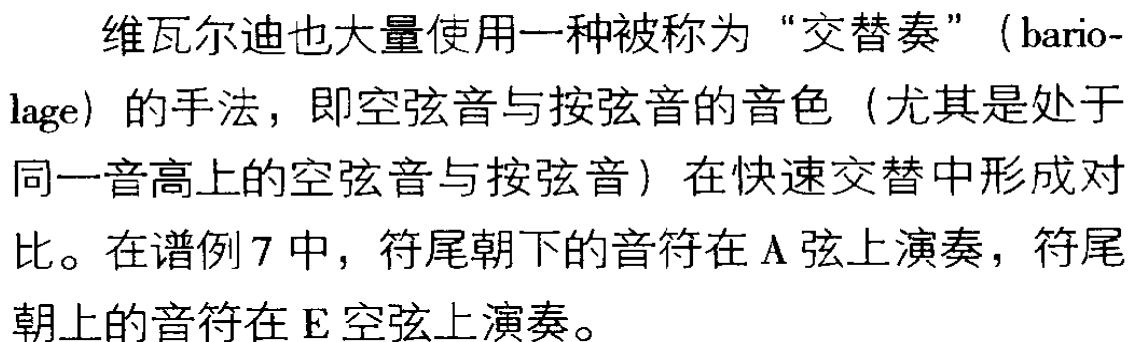 维瓦尔迪也大量使用一种被称为“交替奏”（bario-
lage）的手法，即空弦音与按弦音的音色（尤其是处于
同一音高上的空弦音与按弦音）在快速交替中形成对
比。在谱例7中，符尾朝下的音符在 A 弦上演奏，符尾
朝上的音符在 E 空弦上演奏。